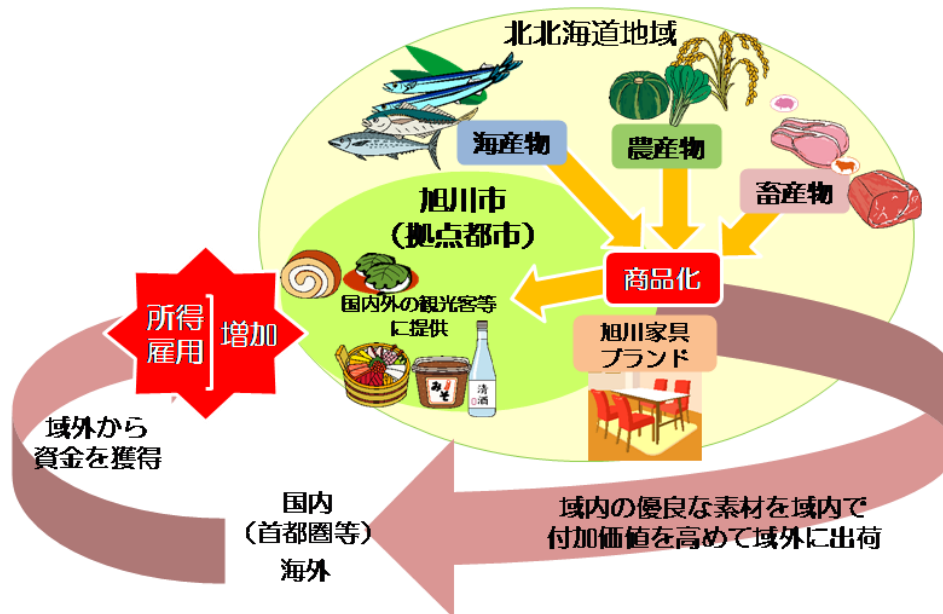 北北海道地域
海産物
農産物
畜産物
旭川市
（拠点都市）
商品化
国内外の観光客等
に提供
みそ
清酒
旭川家具
ブランド
所得
雇用
増加
域外から
資金を獲得
国内
（首都圏等）
海外
域内の優良な素材を域内で
付加価値を高めて域外に出荷